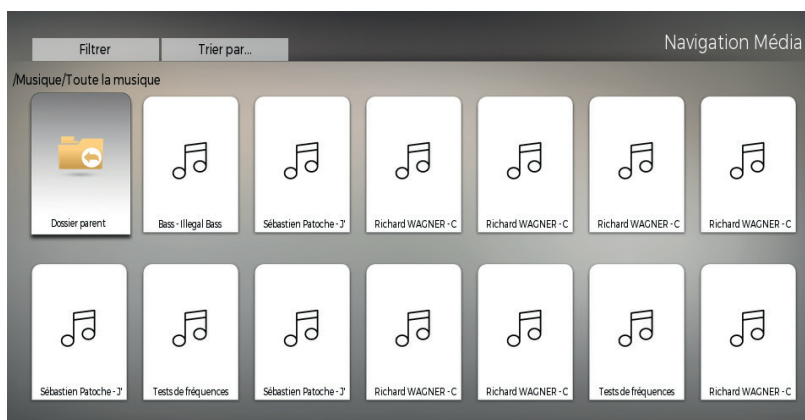 Filtrer
Trier par...
Navigation Média
/Musique/Toute la musique
Dossier parent
Bass - Illegal Bass
Sébastien Patoche - J'
Richard WAGNER - C
Richard WAGNER - C
Richard WAGNER - C
Richard WAGNER - C
Sébastien Patoche - J'
Tests de fréquences
Sébastien Patoche - J'
Richard WAGNER - C
Richard WAGNER - C
Tests de fréquences
Richard WAGNER - C